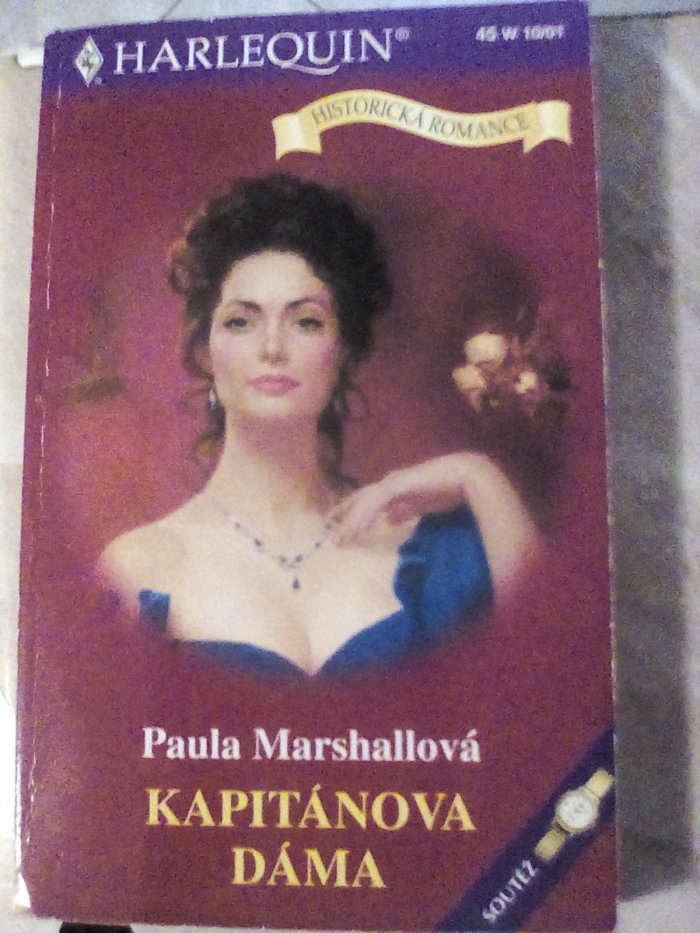 HARLEQUIN®
45-W 10/01
HISTORICKÁ ROMANCE
Paula Marshallová
KAPITÁNOVA
DÁMA
SOUTĚŽ